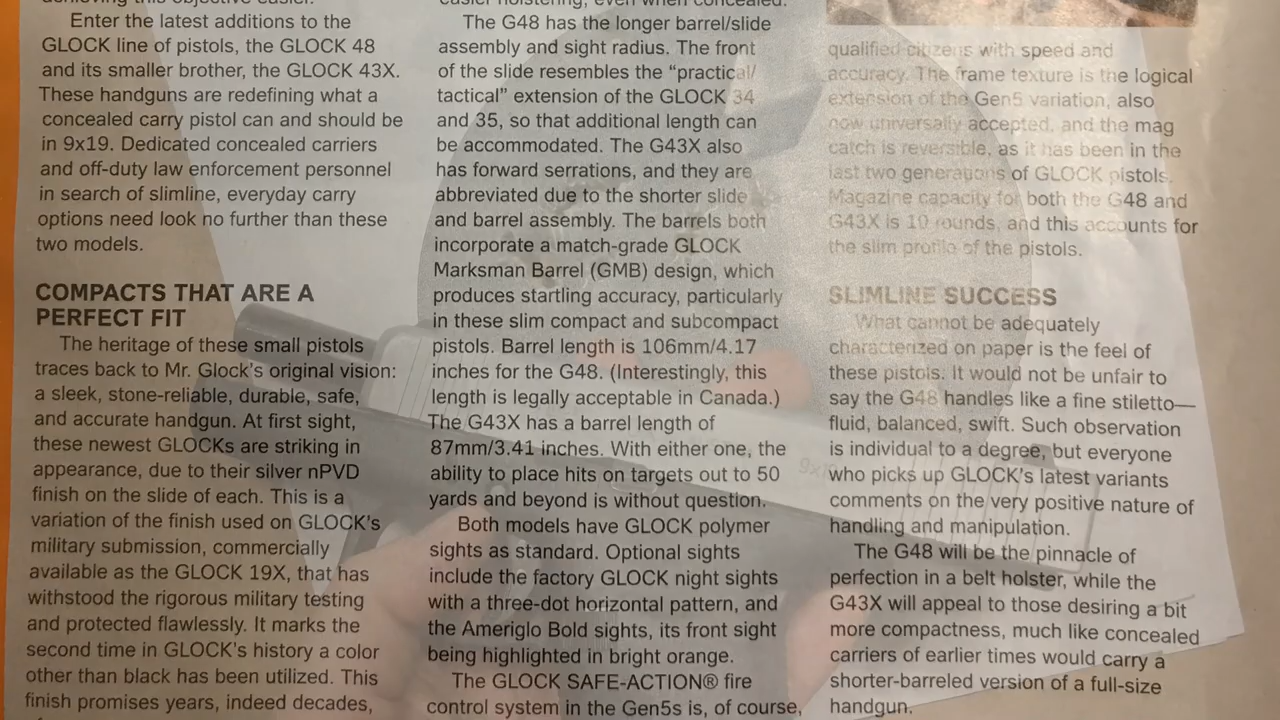 achieving this objective easier.
Enter the latest additions to the
GLOCK line of pistols, the GLOCK 48
and its smaller brother, the GLOCK 43X.
These handguns are redefining what a
concealed carry pistol can and should be
in 9x19. Dedicated concealed carriers
and off-duty law enforcement personnel
in search of slimline, everyday carry
options need look no further than these
two models.
COMPACTS THAT ARE A
PERFECT FIT
The heritage of these small pistols
traces back to Mr. Glock's original vision:
a sleek, stone-reliable, durable, safe,
and accurate handgun. At first sight,
these newest GLOCKs are striking in
appearance, due to their silver nPVD
finish on the slide of each. This is a
variation of the finish used on GLOCK's
military submission, commercially
available as the GLOCK 19X, that has
withstood the rigorous military testing
and protected flawlessly. It marks the
second time in GLOCK's history a color
other than black has been utilized. This
finish promises years, indeed decades,
easier holstering, even when concealed.
The G48 has the longer barrel/slide
assembly and sight radius. The front
of the slide resembles the “practical/
tactical” extension of the GLOCK 34
and 35, so that additional length can
be accommodated. The G43X also
has forward serrations, and they are
abbreviated due to the shorter slide
and barrel assembly. The barrels both
incorporate a match-grade GLOCK
Marksman Barrel (GMB) design, which
produces startling accuracy, particularly
in these slim compact and subcompact
pistols. Barrel length is 106mm/4.17
inches for the G48. (Interestingly, this
length is legally acceptable in Canada.)
The G43X has a barrel length of
87mm/3.41 inches. With either one, the
ability to place hits on targets out to 50
yards and beyond is without question.
Both models have GLOCK polymer
sights as standard. Optional sights
include the factory GLOCK night sights
with a three-dot horizontal pattern, and
the Ameriglo Bold sights, its front sight
being highlighted in bright orange.
The GLOCK SAFE-ACTION® fire
control system in the Gen5s is, of course,
qualified citizens with speed and
accuracy. The frame texture is the logical
extension of the Gen5 variation, also
now universally accepted, and the mag
catch is reversible, as it has been in the
last two generations of GLOCK pistols.
Magazine capacity for both the G48 and
G43X is 10 rounds, and this accounts for
the slim profile of the pistols.
SLIMLINE SUCCESS
What cannot be adequately
characterized on paper is the feel of
these pistols. It would not be unfair to
say the G48 handles like a fine stiletto—
fluid, balanced, swift. Such observation
is individual to a degree, but everyone
who picks up GLOCK's latest variants
comments on the very positive nature of
handling and manipulation.
The G48 will be the pinnacle of
perfection in a belt holster, while the
G43X will appeal to those desiring a bit
more compactness, much like concealed
carriers of earlier times would carry a
shorter-barreled version of a full-size
handgun.